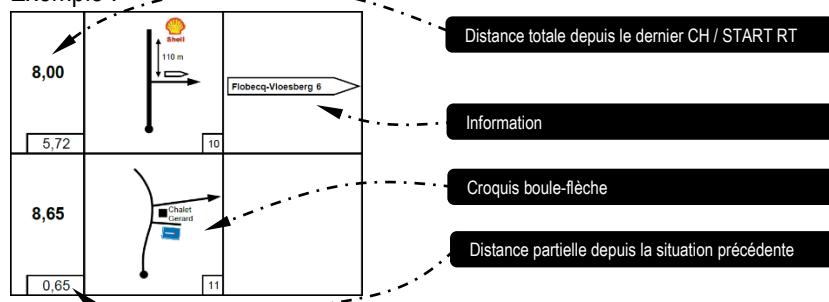 Exemple :
Shell
110 m
8,00
Flobecq-Vloesberg 6
5,72
10
8,65
Chalet
Gerard
0,65
11
Distance totale depuis le dernier CH / START RT
Information
Croquis boule-flèche
Distance partielle depuis la situation précédente